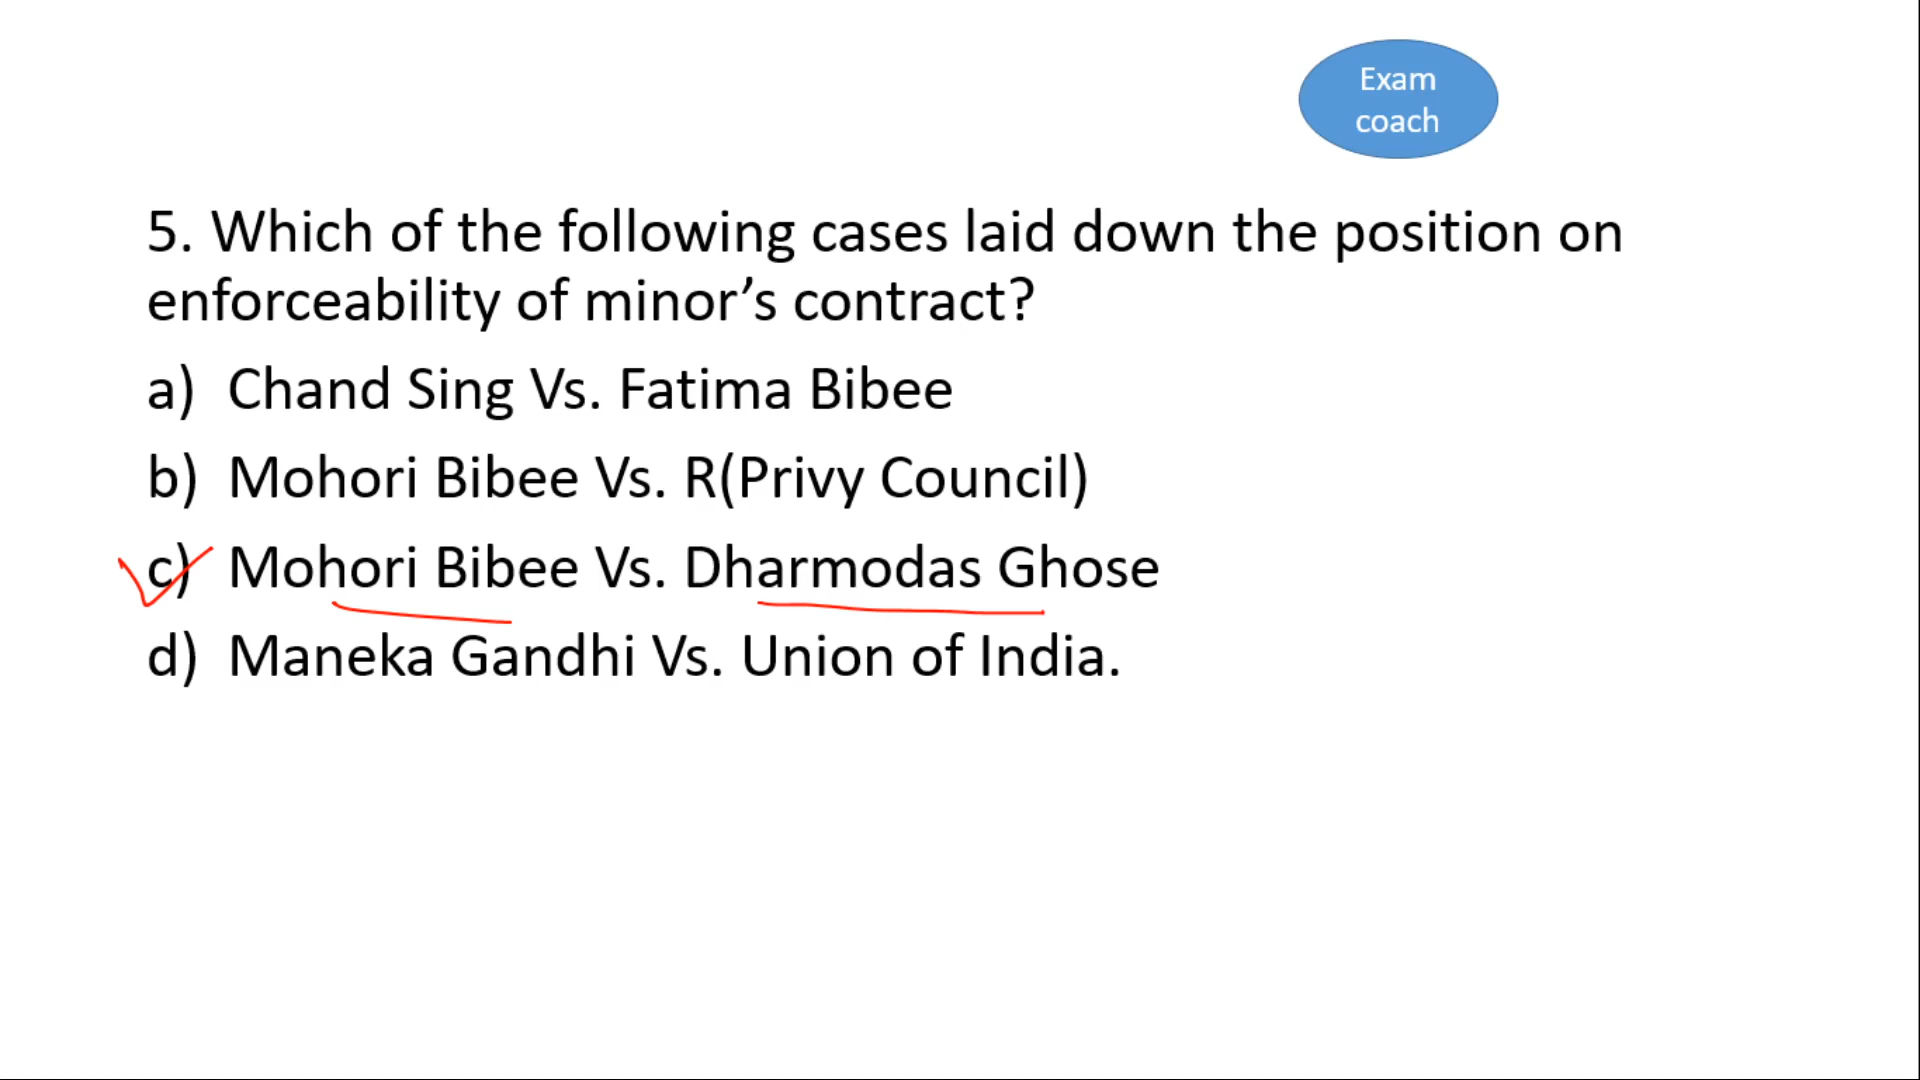 Exam
coach
5. Which of the following cases laid down the position on
enforceability of minor’s contract?
a) Chand Sing Vs. Fatima Bibee
b) Mohori Bibee Vs. R(Privy Council)
c) Mohori Bibee Vs. Dharmodas Ghose
d) Maneka Gandhi Vs. Union of India.